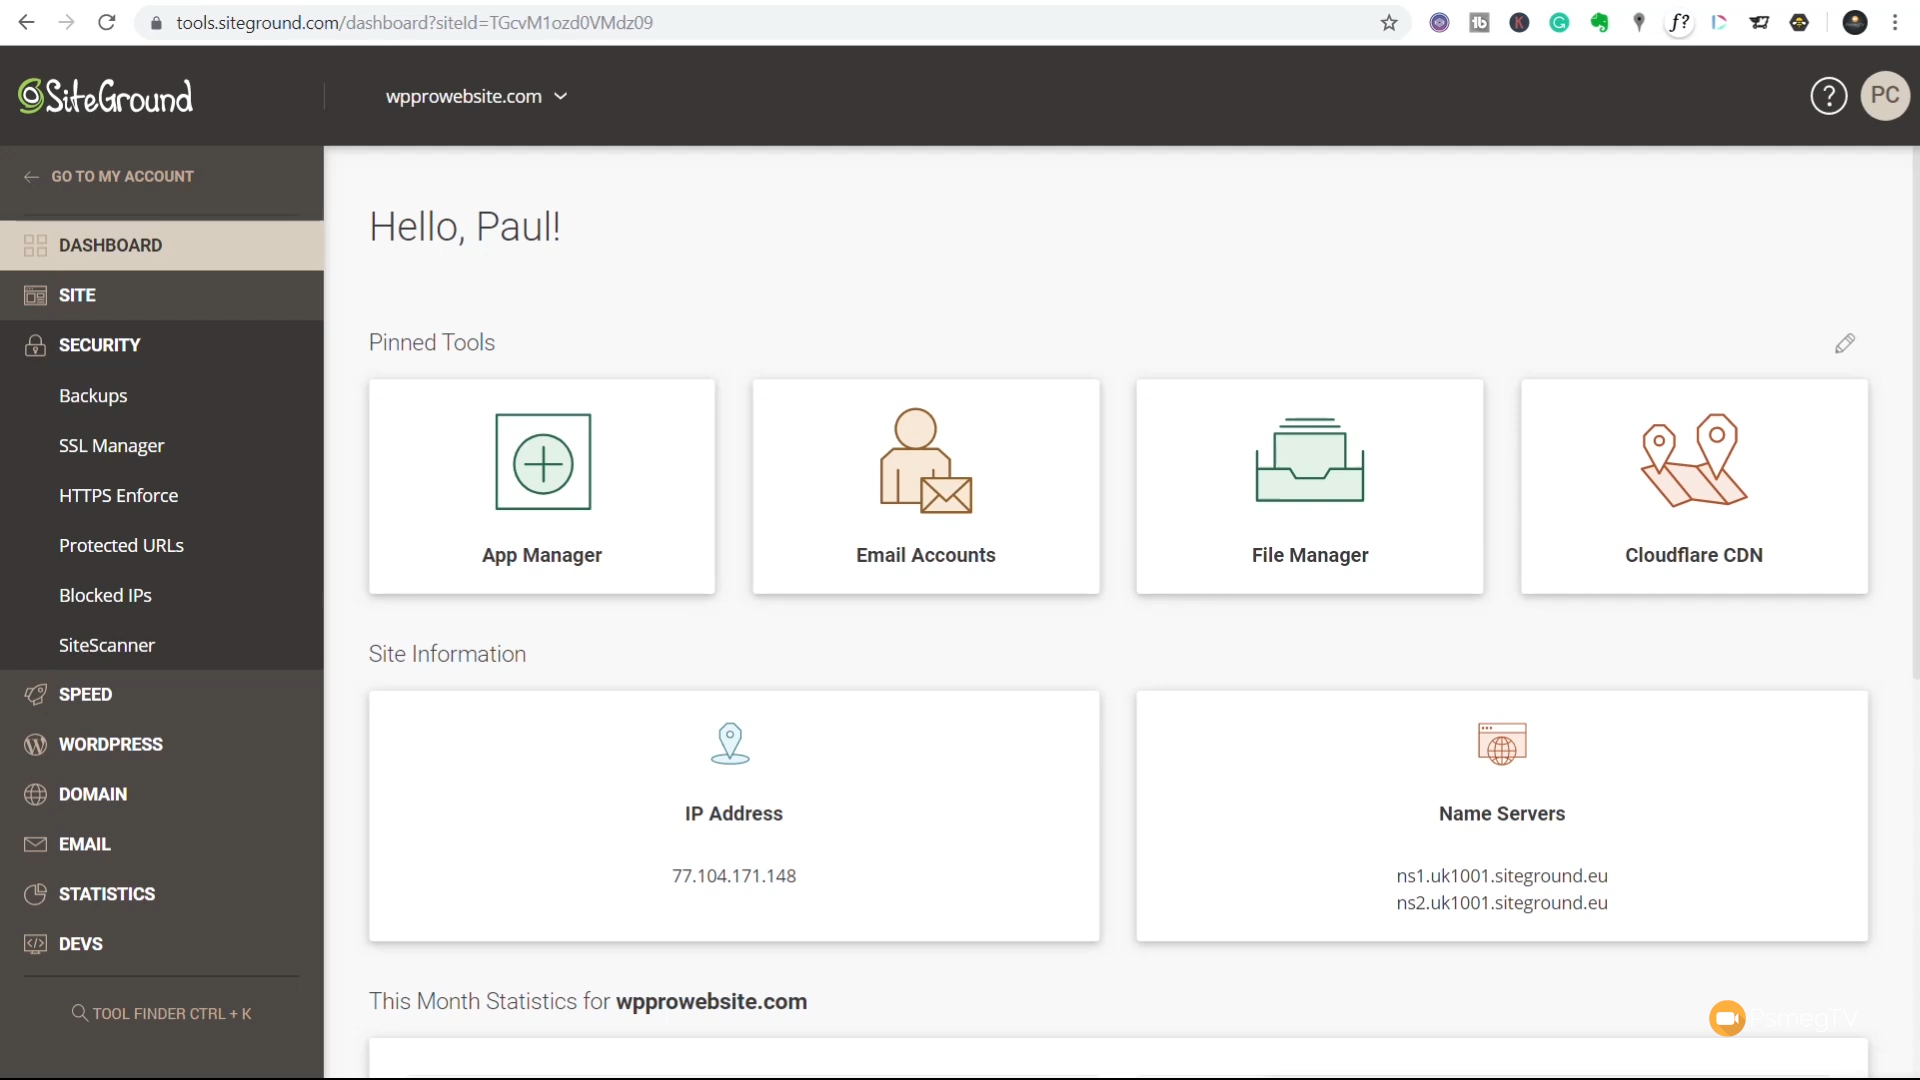 tools.siteground.com/dashboard?siteId=TGcvM1ozd0VMdz09
SiteGround
wpprowebsite.com
?
PC
GO TO MY ACCOUNT
DASHBOARD
SITE
SECURITY
Backups
SSL Manager
HTTPS Enforce
Protected URLs
Blocked IPs
SiteScanner
SPEED
WORDPRESS
DOMAIN
EMAIL
STATISTICS
DEVS
TOOL FINDER CTRL + K
Hello, Paul!
Pinned Tools
App Manager
Email Accounts
File Manager
Cloudflare CDN
Site Information
IP Address
77.104.171.148
Name Servers
ns1.uk1001.siteground.eu
ns2.uk1001.siteground.eu
This Month Statistics for wpprowebsite.com
PsmegTV